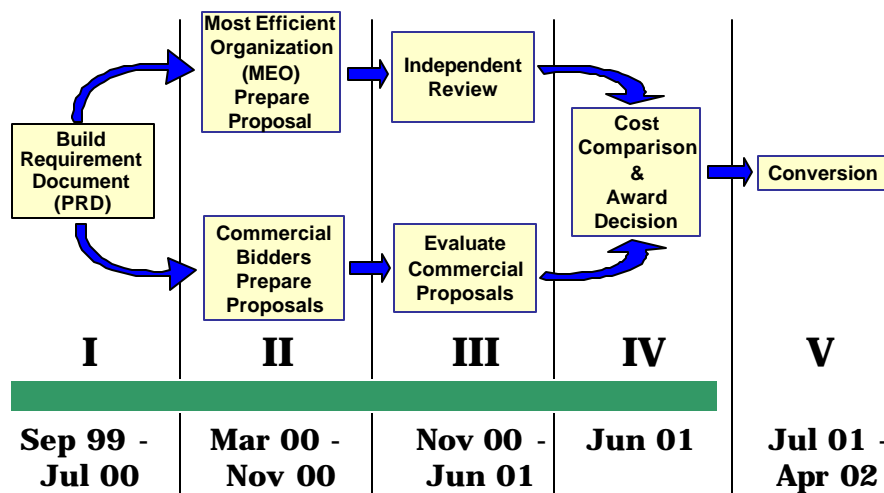 Most Efficient
Organization
(MEO)
Prepare
Proposal
Independent
Review
Build
Requirement
Document
(PRD)
Cost
Comparison
&
Award
Decision
Conversion
Commercial
Bidders
Prepare
Proposals
Evaluate
Commercial
Proposals
I
II
III
IV
V
Sep 99 -
Jul 00
Mar 00 -
Nov 00
Nov 00 -
Jun 01
Jun 01
Jul 01 -
Apr 02